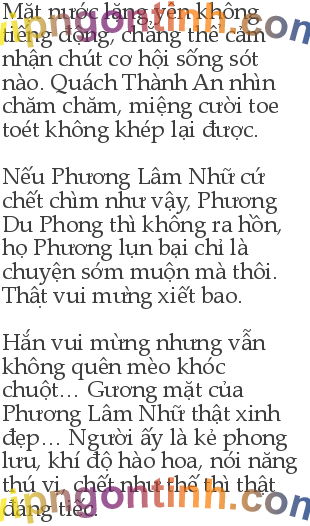 Mặt nước lặng yên không
tiếng động, chẳng thể cảm
nhận chút cơ hội sống sót
nào. Quách Thành An nhìn
chăm chăm, miệng cười toe
toét không khép lại được.
Nếu Phương Lâm Nhữ cứ
chết chìm như vậy, Phương
Du Phong thì không ra hồn,
họ Phương lụn bại chỉ là
chuyện sớm muộn mà thôi.
Thật vui mừng xiết bao.
Hắn vui mừng nhưng vẫn
không quên mèo khóc
chuột... Gương mặt của
Phương Lâm Nhữ thật xinh
đẹp... Người ấy là kẻ phong
lưu, khí độ hào hoa, nói năng
thú vị, chết như thế thì thật
đáng tiếc.
vipngontinh.com
vipngontinh.com